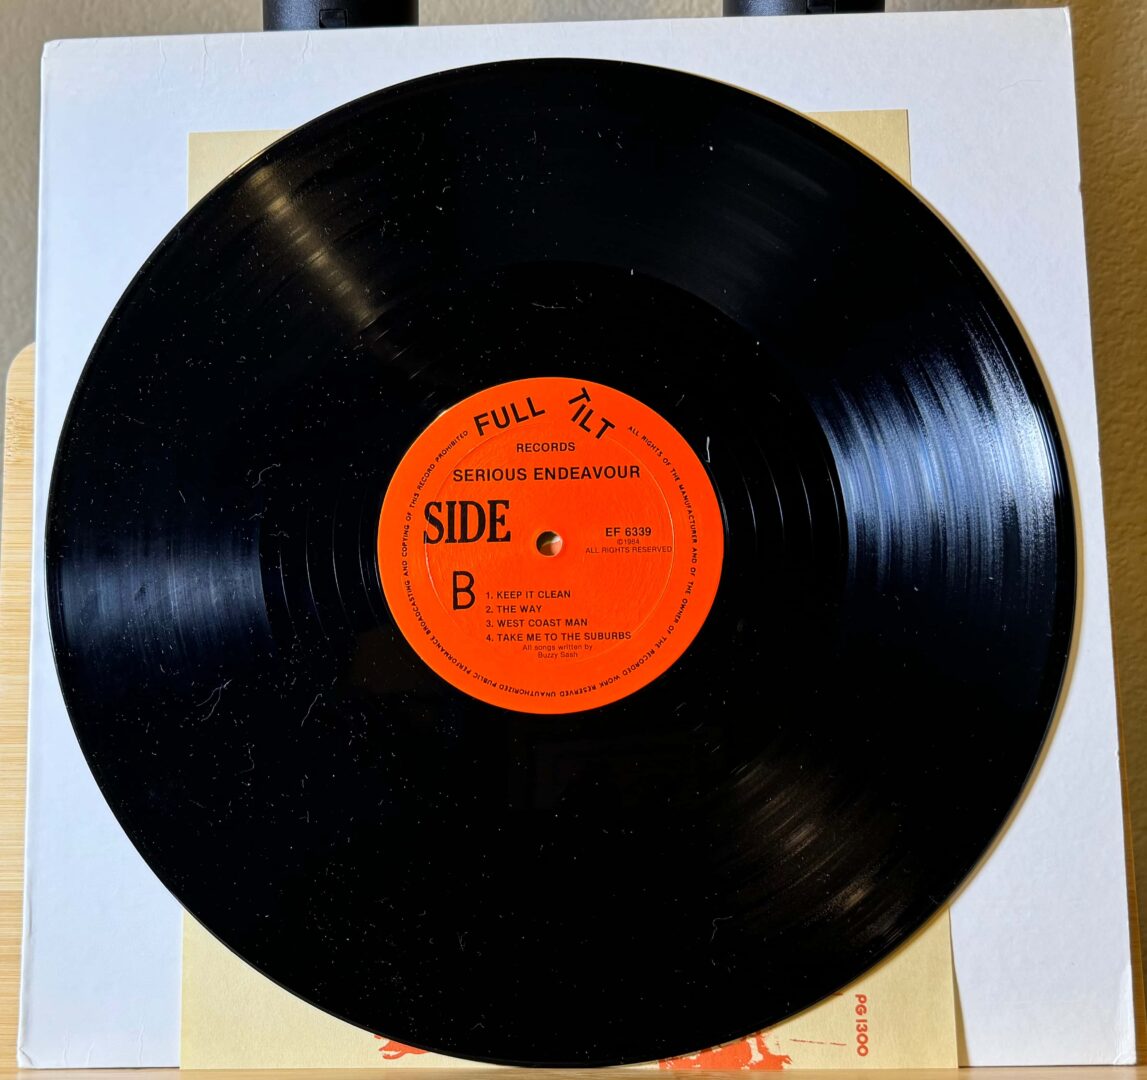 FULL TILT
RECORDS
SERIOUS ENDEAVOUR
SIDE
B
EF 6339
©1984
ALL RIGHTS RESERVED
1. KEEP IT CLEAN
2. THE WAY
3. WEST COAST MAN
4. TAKE ME TO THE SUBURBS
All songs written by
Buzzy Sash
ALL RIGHTS OF THE MANUFACTURER AND OF THE OWNER OF THE RECORDED WORK RESERVED UNAUTHORIZED PUBLIC PERFORMANCE BROADCASTING AND COPYING OF THIS RECORD PROHIBITED
PG 1300